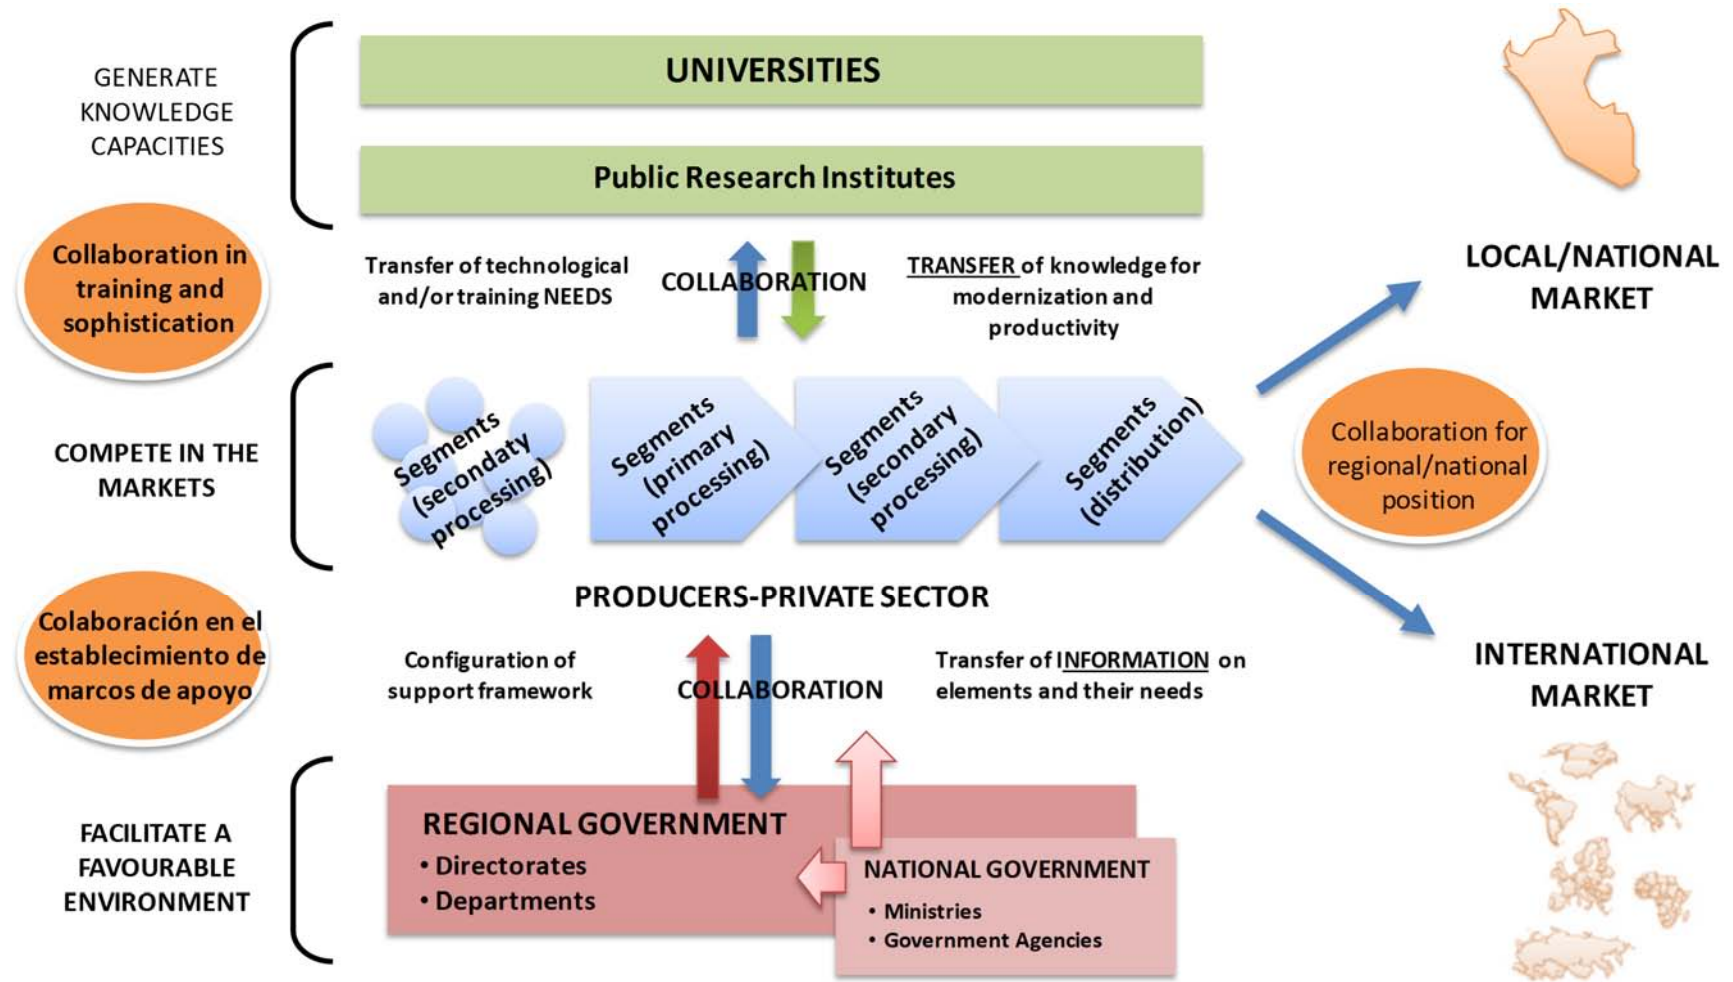 GENERATE
KNOWLEDGE
CAPACITIES
UNIVERSITIES
Public Research Institutes
Collaboration in
training and
sophistication
Transfer of technological
and/or training NEEDS
COLLABORATION
TRANSFER of knowledge for
modernization and
productivity
LOCAL/NATIONAL
MARKET
COMPETE IN THE
MARKETS
Segments
(secondaty
processing)
Segments
(primary
processing)
Segments
(secondary
processing)
Segments
(distribution)
Collaboration for
regional/national
position
PRODUCERS-PRIVATE SECTOR
Colaboración en el
establecimiento de
marcos de apoyo
Configuration of
support framework
COLLABORATION
Transfer of INFORMATION on
elements and their needs
INTERNATIONAL
MARKET
FACILITATE A
FAVOURABLE
ENVIRONMENT
REGIONAL GOVERNMENT
• Directorates
• Departments
NATIONAL GOVERNMENT
• Ministries
• Government Agencies